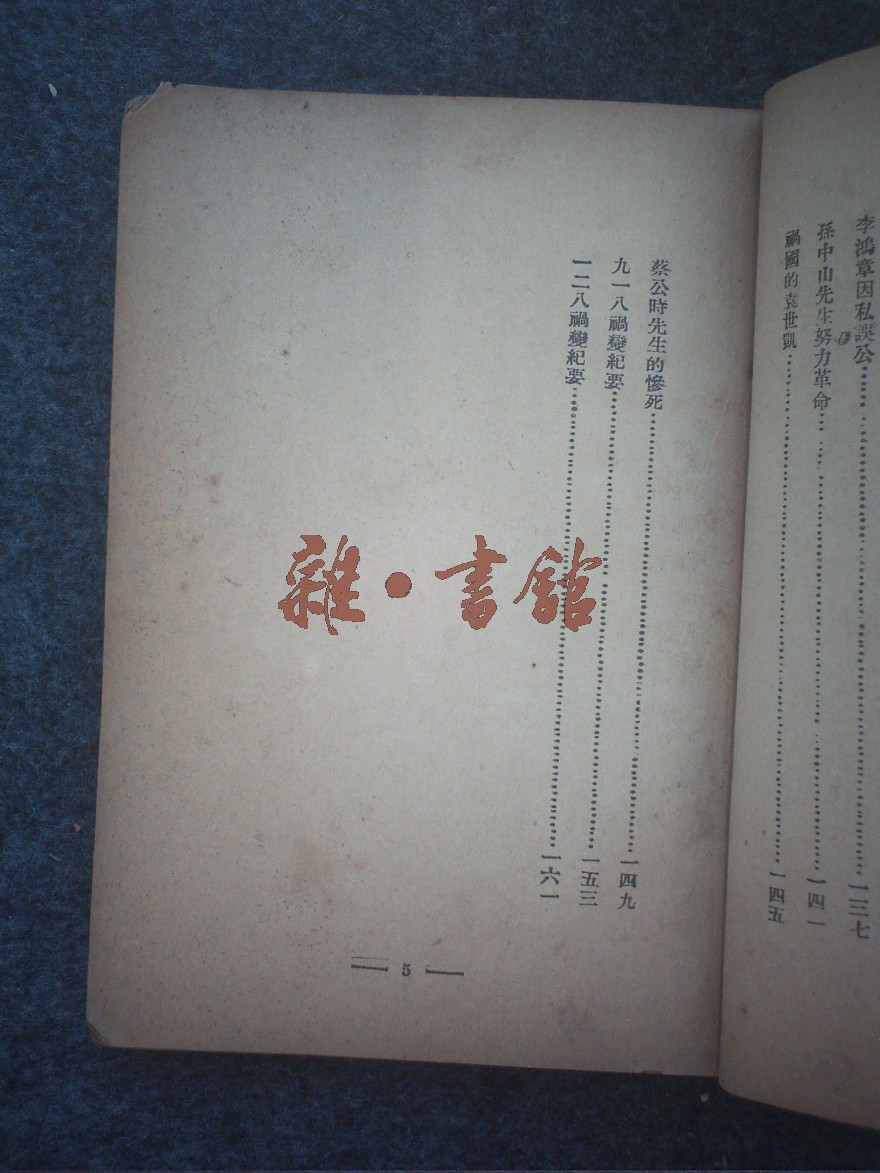 李鴻章因私誤公……一三七
孫中山先生努力革命……一四一
禍國的袁世凱……一四五
蔡公時先生的慘死……一四九
九一八禍變紀要……一五三
一二八禍變紀要……一六一
5
雜·書館